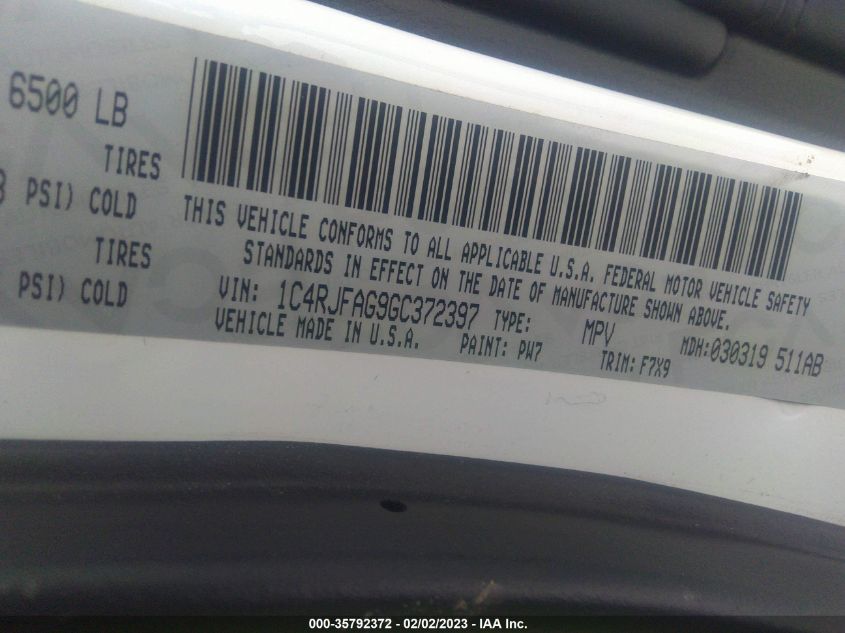 6500 LB
TIRES
PSI) COLD
TIRES
PSI) COLD
THIS VEHICLE CONFORMS TO ALL APPLICABLE U.S.A. FEDERAL MOTOR VEHICLE SAFETY
STANDARDS IN EFFECT ON THE DATE OF MANUFACTURE SHOWN ABOVE.
VIN: 1C4RJFAG9GC372397 TYPE: MPV MDH:030319 511AB
VEHICLE MADE IN U.S.A. PAINT: PW7 TRIM: F7X9
000-35792372 - 02/02/2023 - IAA Inc.